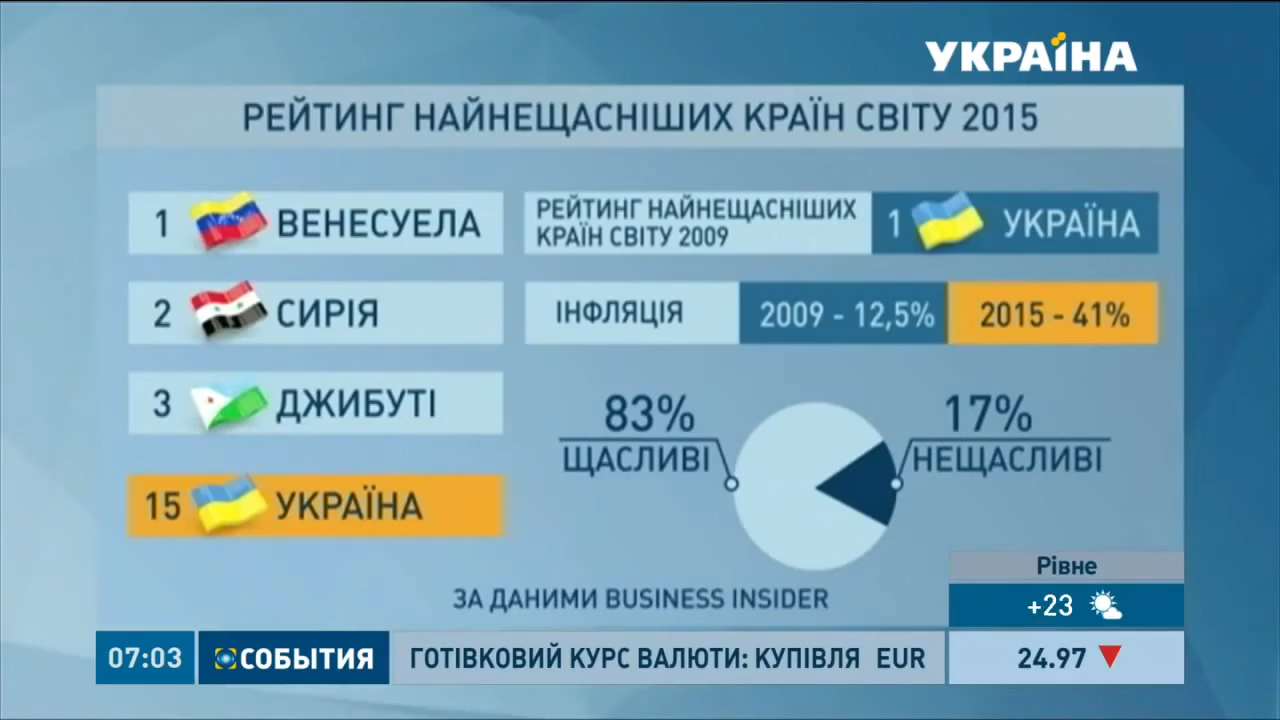 УКРАЇНА
РЕЙТИНГ НАЙНЕЩАСНІШИХ КРАЇН СВІТУ 2015
1 ВЕНЕСУЕЛА
2 СИРІЯ
3 ДЖИБУТІ
15 УКРАЇНА
РЕЙТИНГ НАЙНЕЩАСНІШИХ
КРАЇН СВІТУ 2009
1 УКРАЇНА
ІНФЛЯЦІЯ 2009 - 12,5% 2015 - 41%
83%
ЩАСЛИВІ
17%
НЕЩАСЛИВІ
ЗА ДАНИМИ BUSINESS INSIDER
Рівне
+23
07:03 СОБЫТИЯ ГОТІВКОВИЙ КУРС ВАЛЮТИ: КУПІВЛЯ EUR 24.97